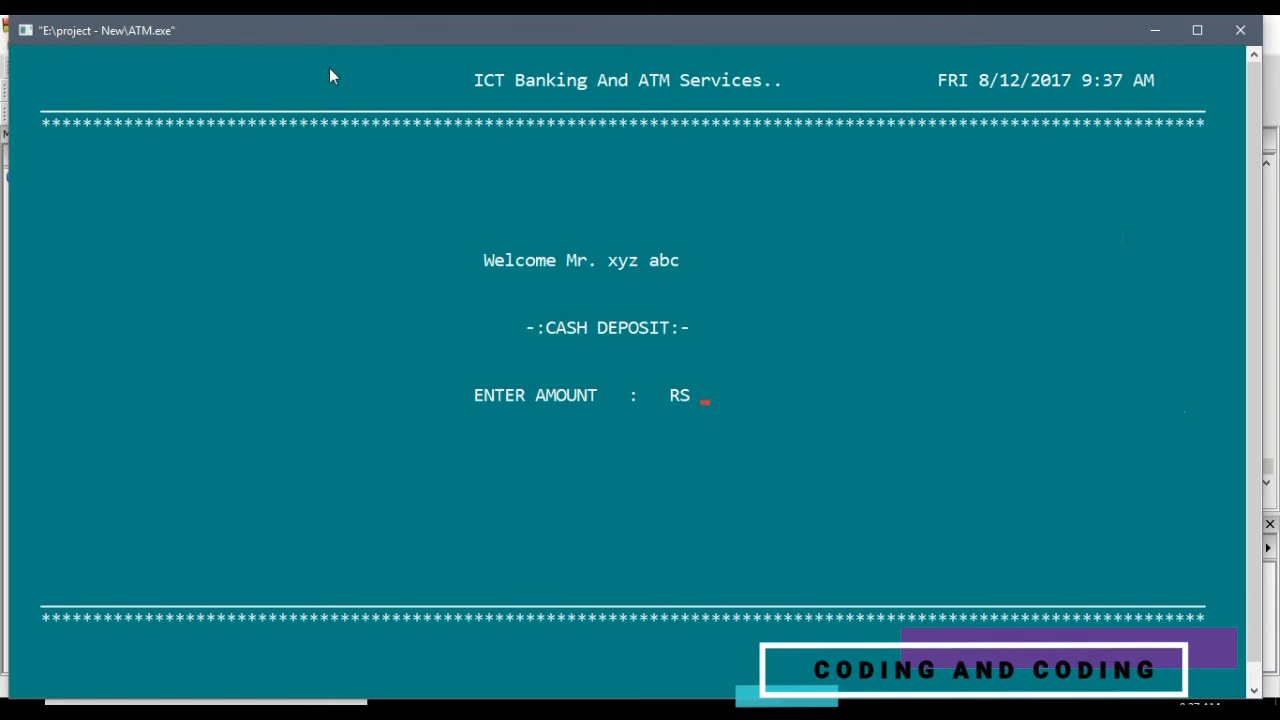 "E:\project - New\ATM.exe"
ICT Banking And ATM Services..    FRI 8/12/2017 9:37 AM
*****************************************************************************************************************
Welcome Mr. xyz abc
-:CASH DEPOSIT:-
ENTER AMOUNT   :   RS _
*****************************************************************************************************************
CODING AND CODING